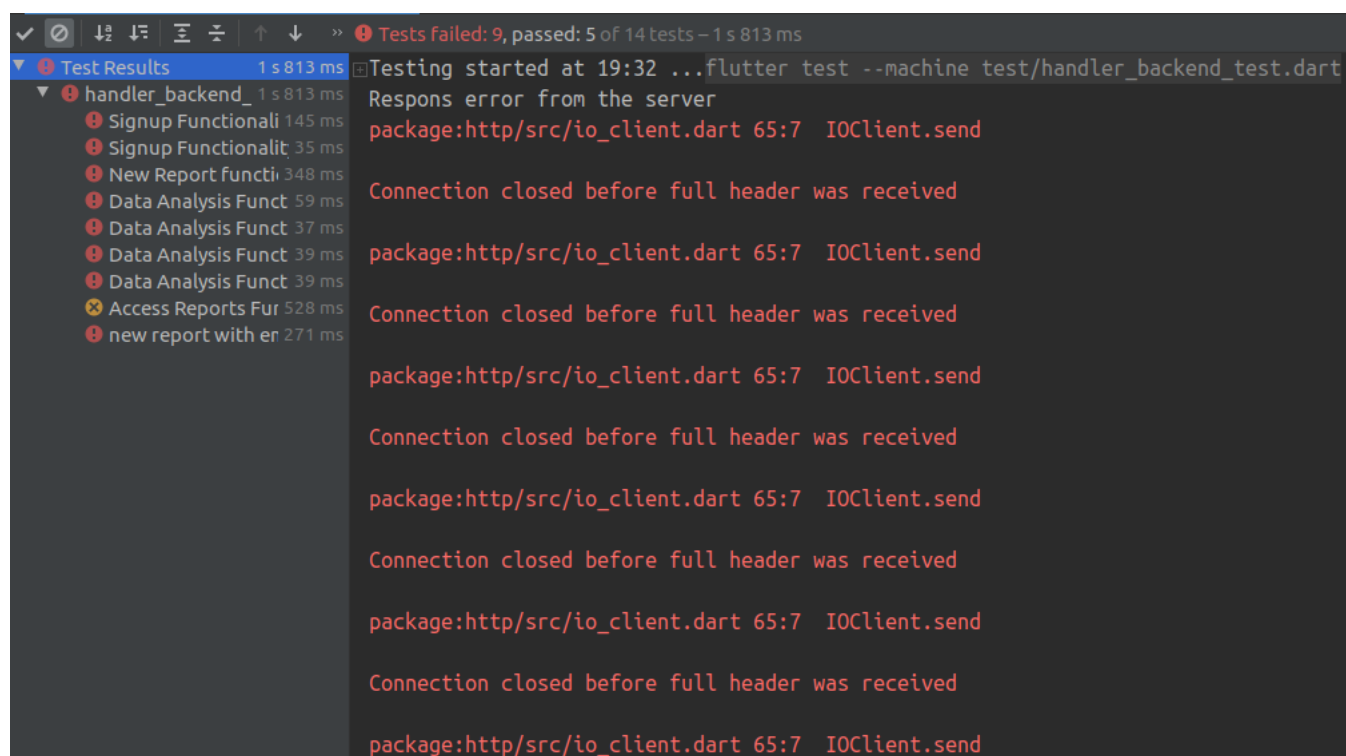 Tests failed: 9, passed: 5 of 14 tests – 1 s 813 ms
Test Results 1 s 813 ms
handler_backend_ 1 s 813 ms
Signup Functionali 145 ms
Signup Functionalit 35 ms
New Report functi 348 ms
Data Analysis Funct 59 ms
Data Analysis Funct 37 ms
Data Analysis Funct 39 ms
Data Analysis Funct 39 ms
Access Reports Fur 528 ms
new report with er 271 ms
Testing started at 19:32 ...flutter test --machine test/handler_backend_test.dart
Respons error from the server
package:http/src/io_client.dart 65:7 IOClient.send
Connection closed before full header was received
package:http/src/io_client.dart 65:7 IOClient.send
Connection closed before full header was received
package:http/src/io_client.dart 65:7 IOClient.send
Connection closed before full header was received
package:http/src/io_client.dart 65:7 IOClient.send
Connection closed before full header was received
package:http/src/io_client.dart 65:7 IOClient.send
Connection closed before full header was received
package:http/src/io_client.dart 65:7 IOClient.send